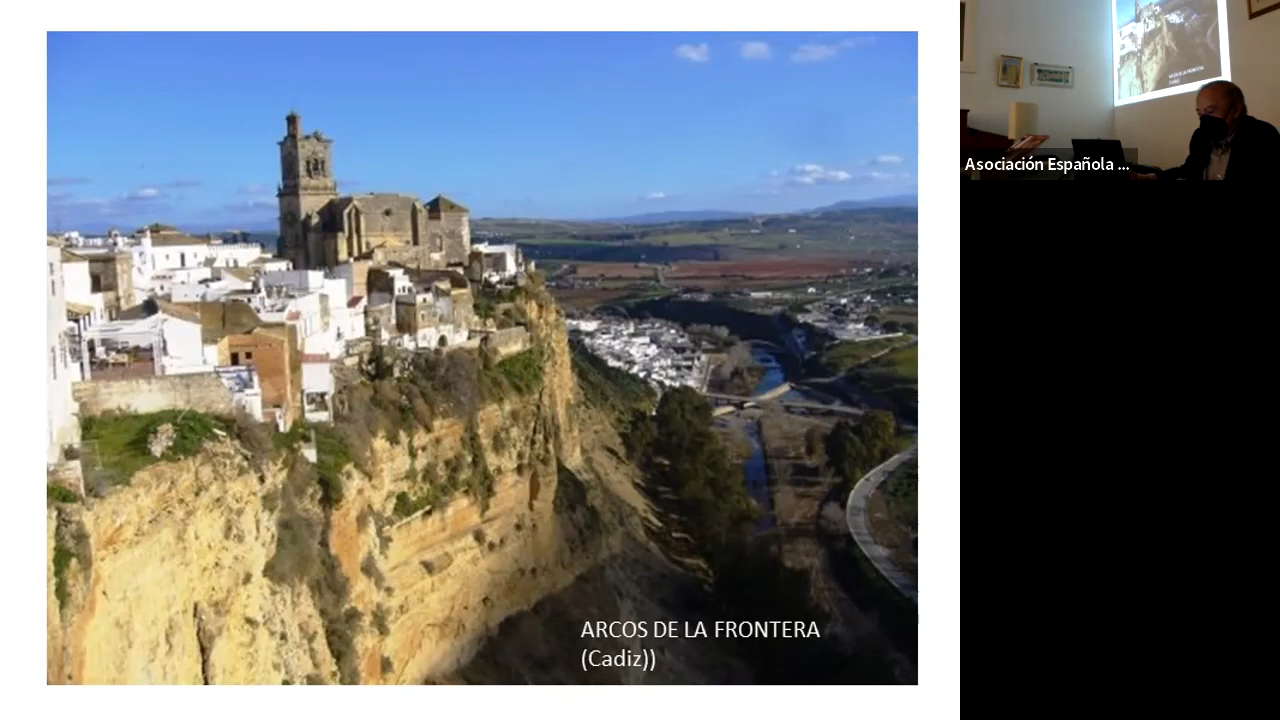 ARCOS DE LA FRONTERA
(Cadiz))
Asociación Española ...